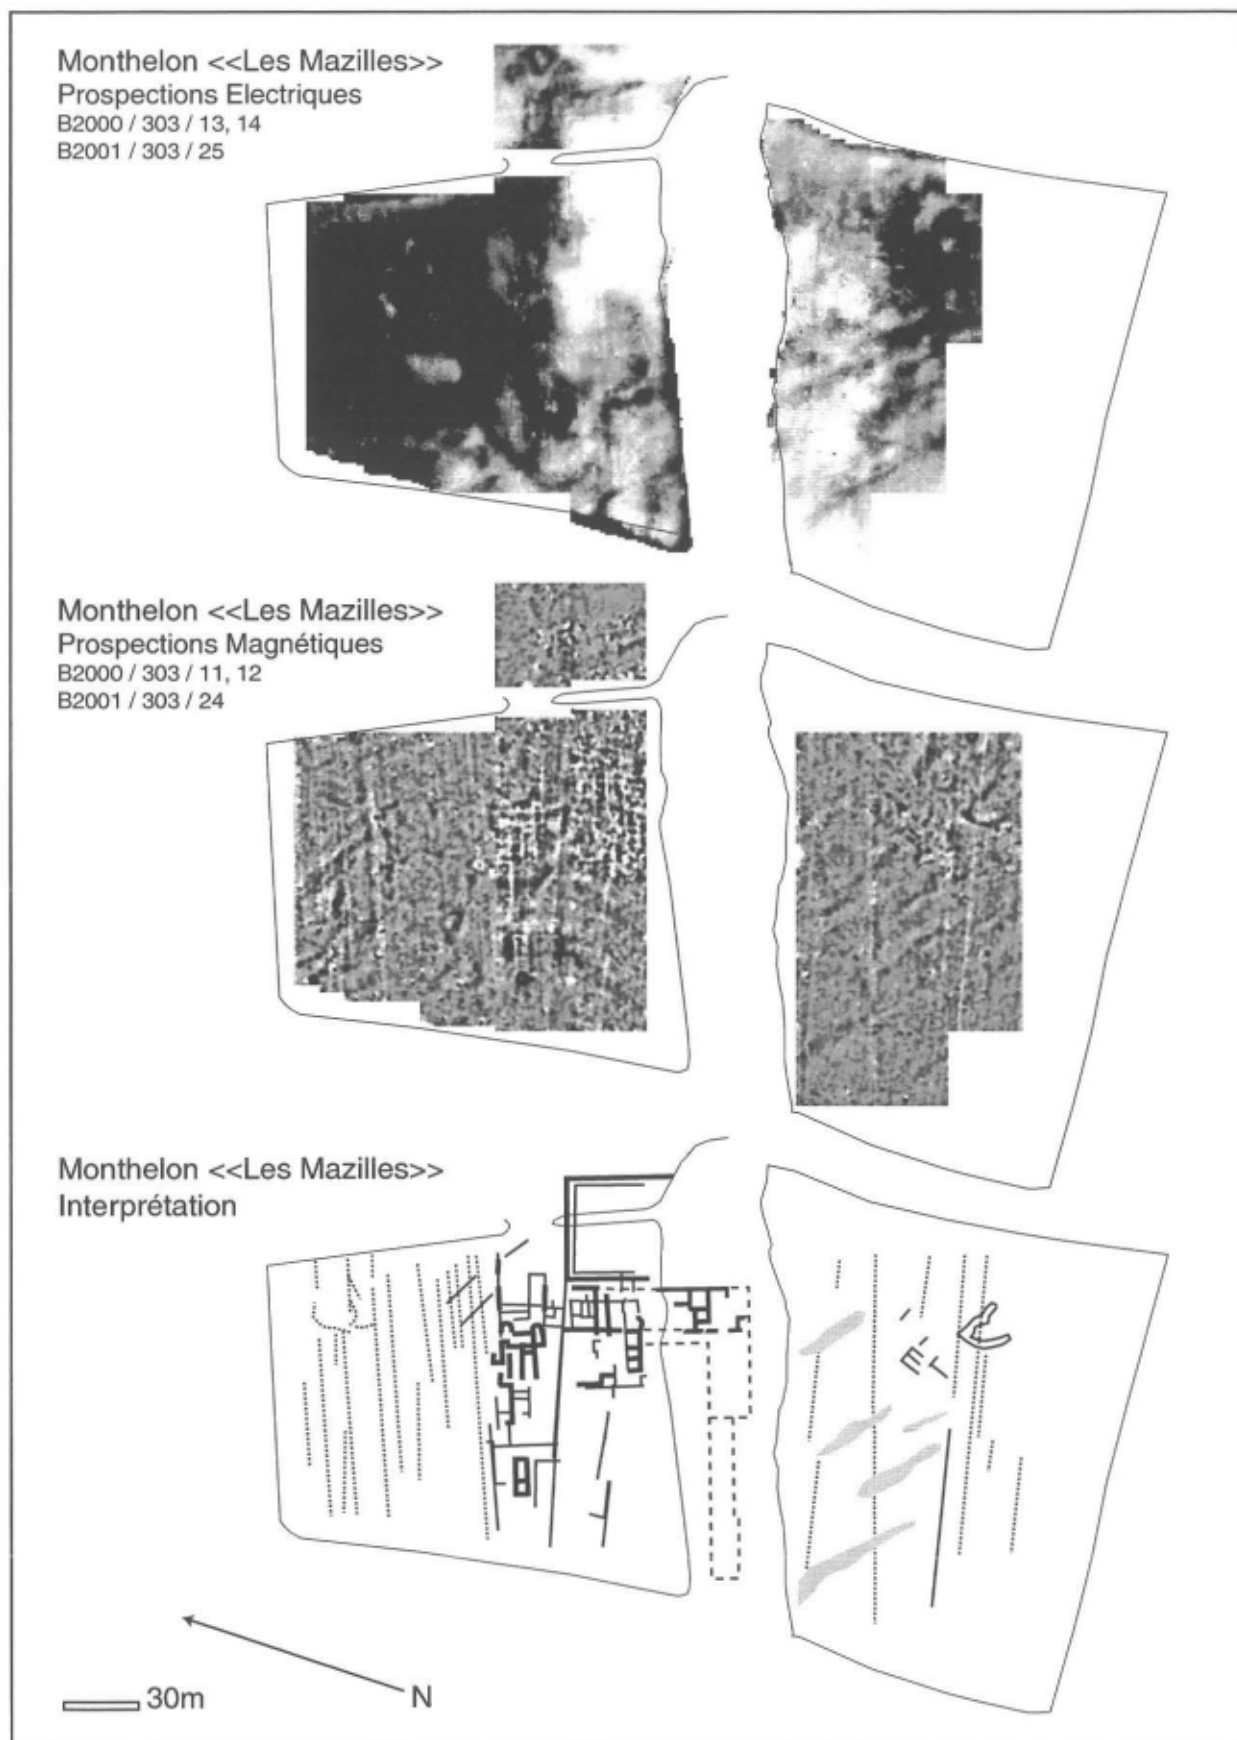 Monthelon <<Les Mazilles>>
Prospections Electriques
B2000 / 303 / 13, 14
B2001 / 303 / 25
Monthelon <<Les Mazilles>>
Prospections Magnétiques
B2000 / 303 / 11, 12
B2001 / 303 / 24
Monthelon <<Les Mazilles>>
Interprétation
N
30m